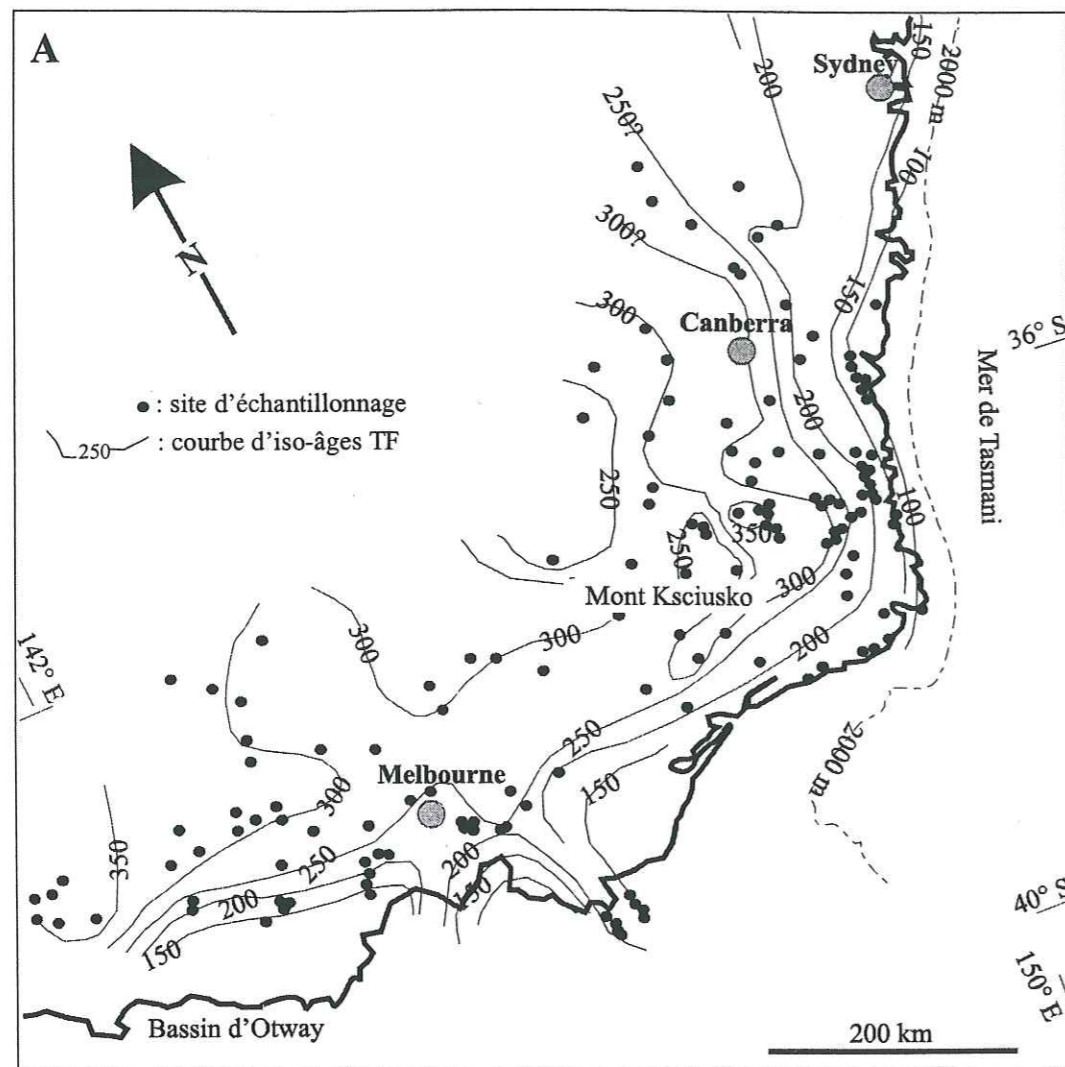 A
150
2000 m
Sydney
200
250?
100
300?
N
150
300
Canberra
36° S
Mer de Tasmani
• : site d'échantillonnage
250 : courbe d'iso-âges TF
200
250
100
350
250
Mont Ksciusko
300
300
300
200
142° E
250
2000 m
150
Melbourne
300
350
250
200
200
150
150
40° S
150° E
Bassin d'Otway
200 km